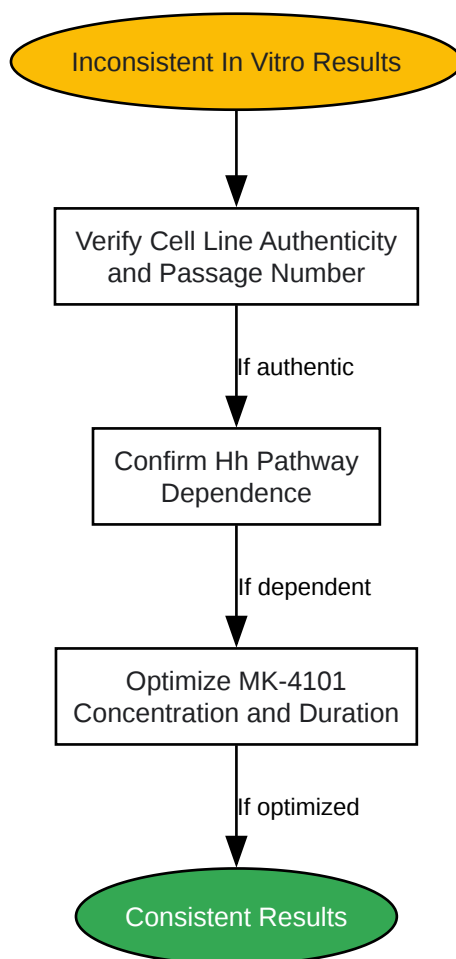 Inconsistent In Vitro Results
Verify Cell Line Authenticity
and Passage Number
If authentic
Confirm Hh Pathway
Dependence
If dependent
Optimize MK-4101
Concentration and Duration
If optimized
Consistent Results